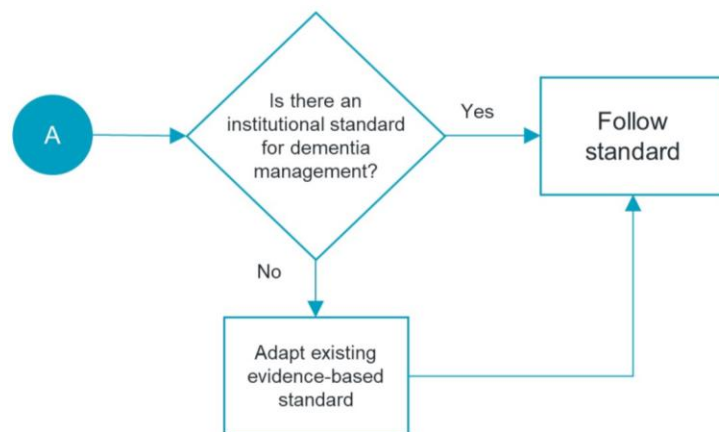 A
Is there an
institutional standard
for dementia
management?
Yes
Follow
standard
No
Adapt existing
evidence-based
standard